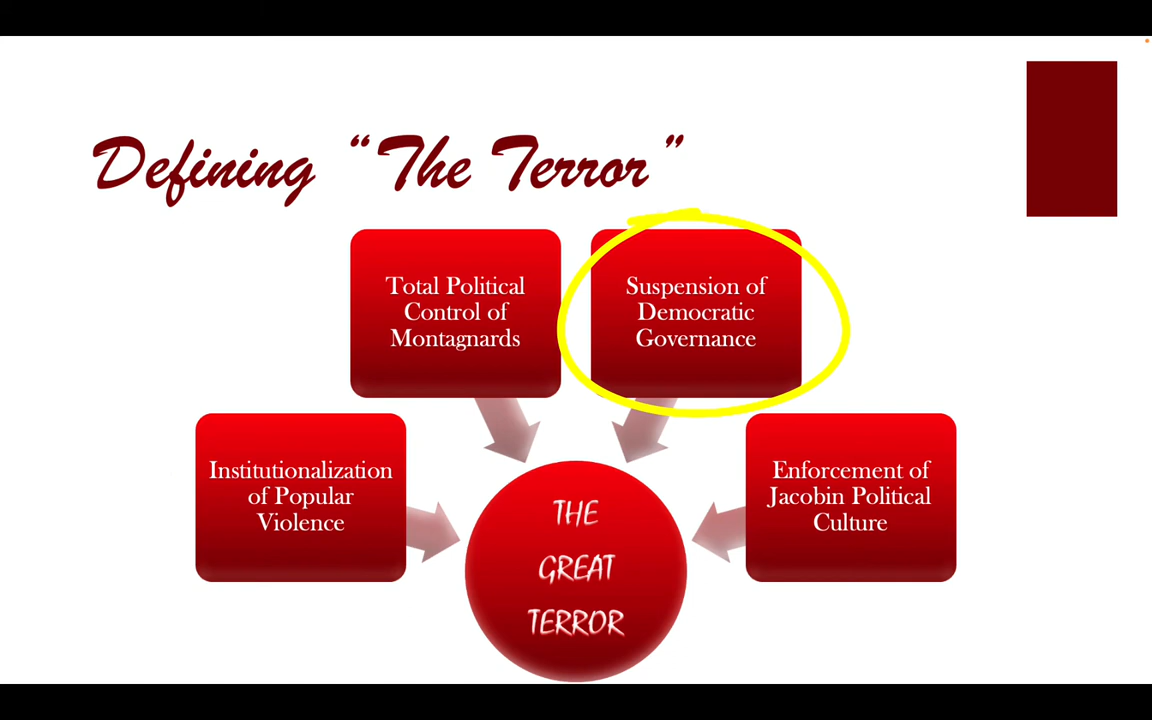 Defining “The Terror”
Total Political
Control of
Montagnards
Suspension of
Democratic
Governance
Institutionalization
of Popular
Violence
Enforcement of
Jacobin Political
Culture
THE
GREAT
TERROR